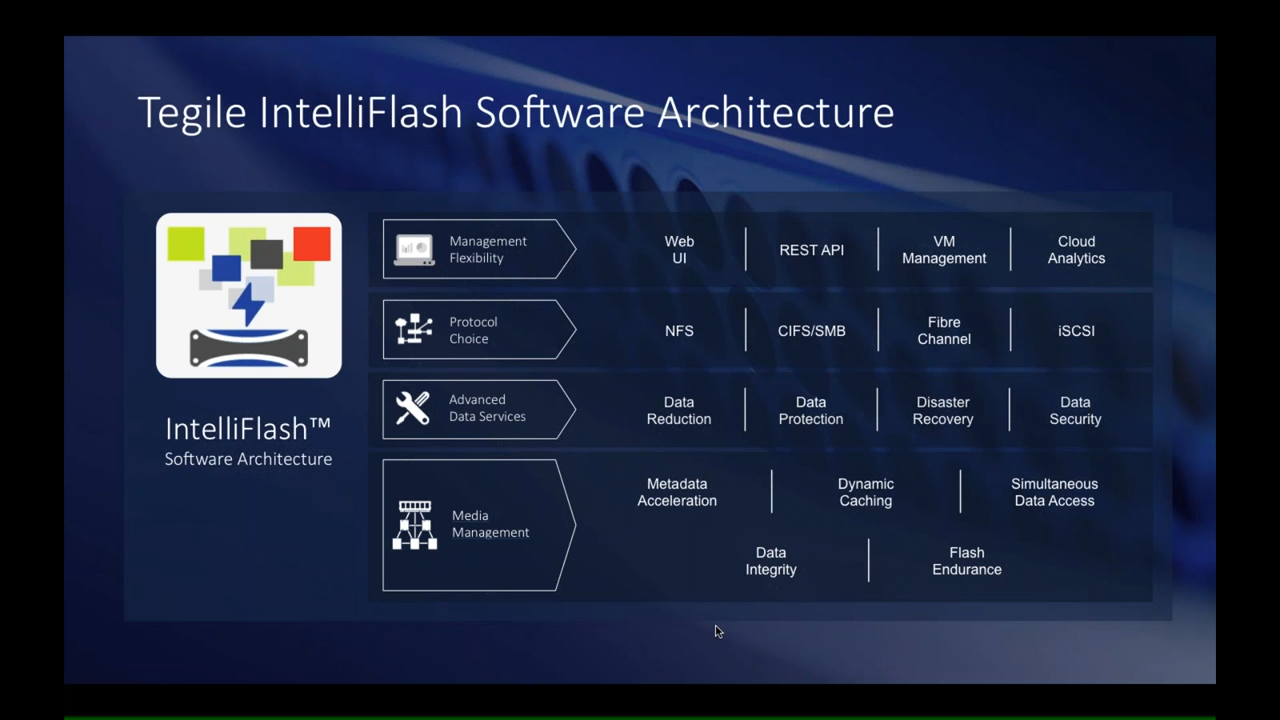 Tegile IntelliFlash Software Architecture
IntelliFlash™
Software Architecture
Management
Flexibility
Web
UI
REST API
VM
Management
Cloud
Analytics
Protocol
Choice
NFS
CIFS/SMB
Fibre
Channel
iSCSI
Advanced
Data Services
Data
Reduction
Data
Protection
Disaster
Recovery
Data
Security
Media
Management
Metadata
Acceleration
Dynamic
Caching
Simultaneous
Data Access
Data
Integrity
Flash
Endurance